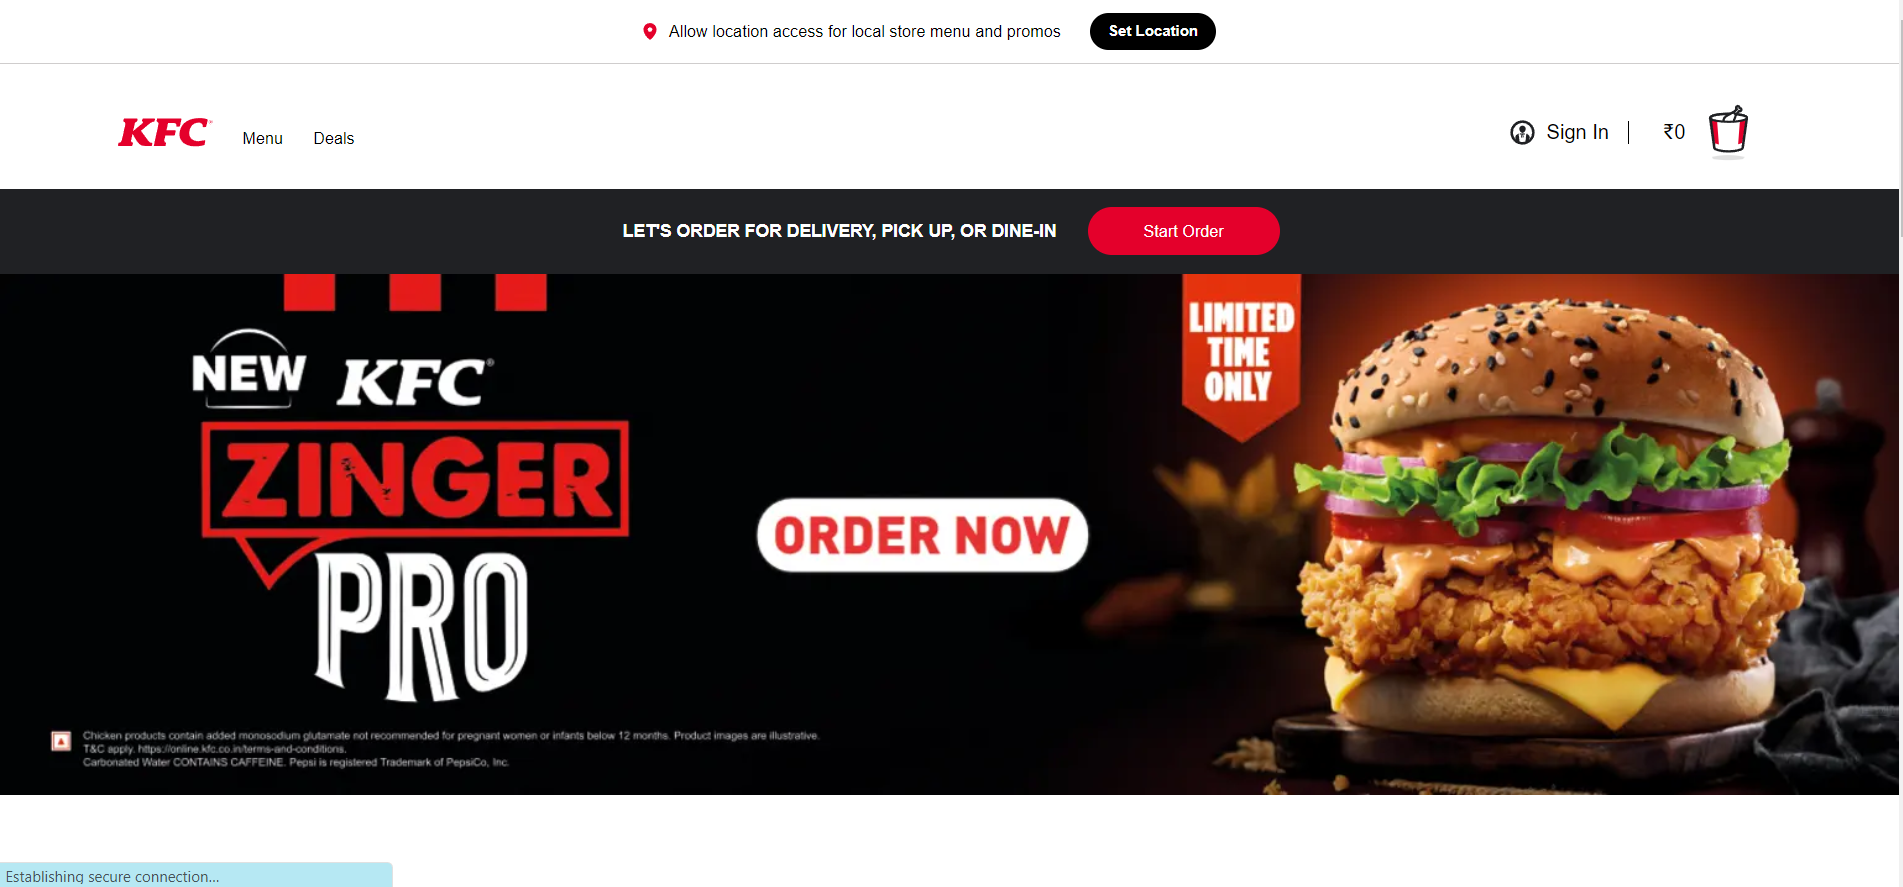 Allow location access for local store menu and promos
Set Location
KFC
Menu
Deals
Sign In
₹0
LET'S ORDER FOR DELIVERY, PICK UP, OR DINE-IN
Start Order
NEW KFC®
ZINGER
PRO
ORDER NOW
LIMITED
TIME
ONLY
Chicken products contain added monosodium glutamate not recommended for pregnant women or infants below 12 months. Product images are illustrative.
T&C apply. https://online.kfc.co.in/terms-and-conditions.
Carbonated Water CONTAINS CAFFEINE. Pepsi is registered Trademark of PepsiCo, Inc.
Establishing secure connection...